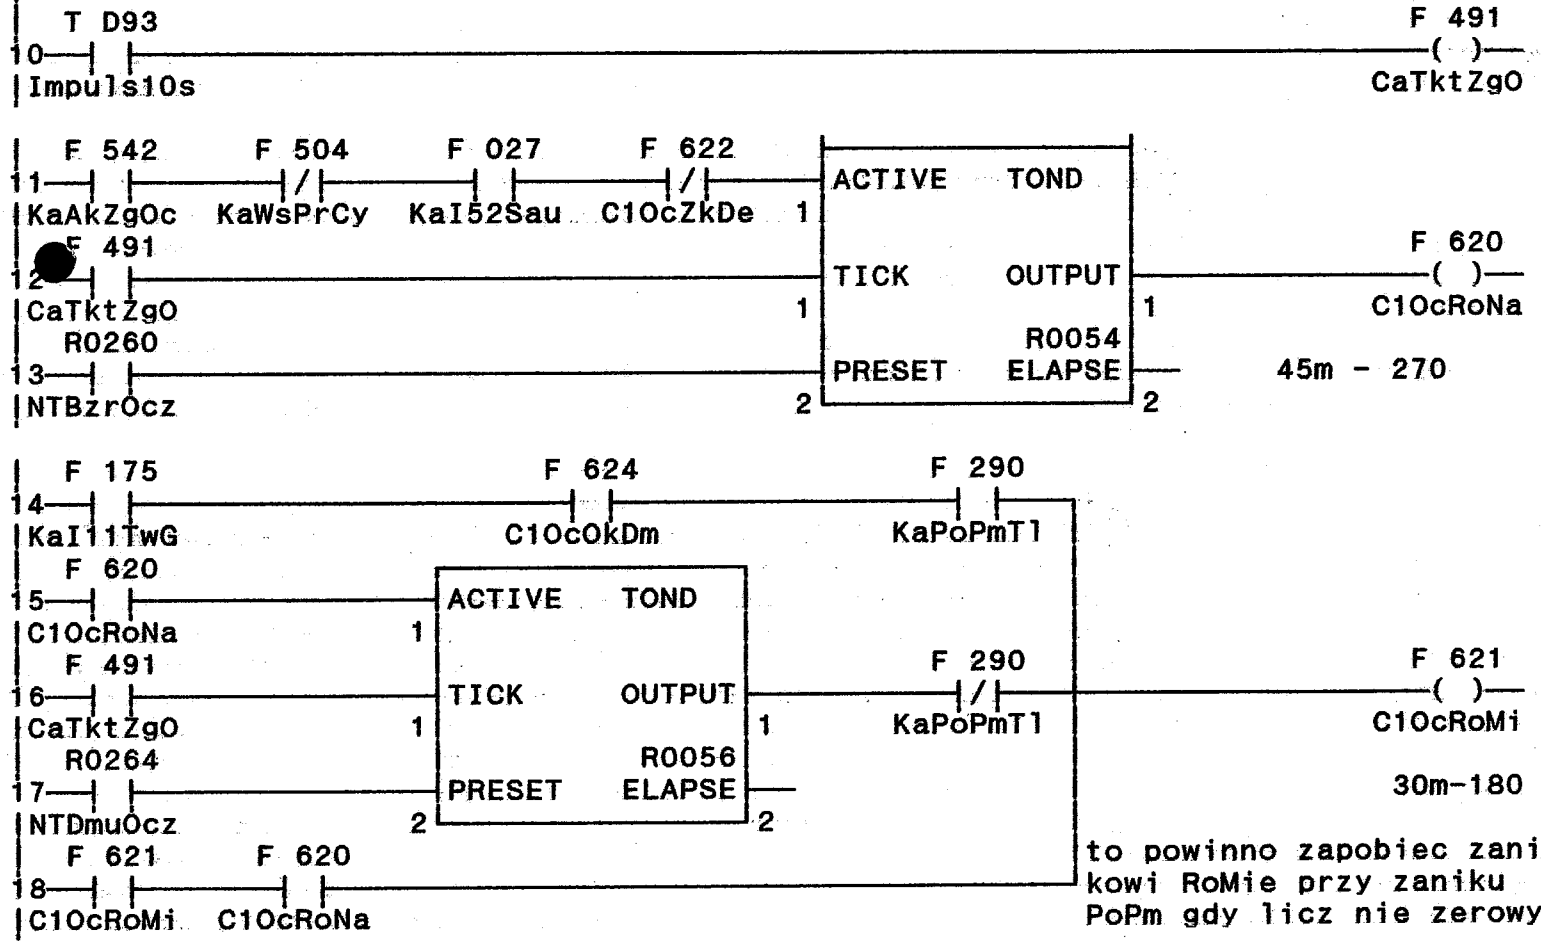 T D93 F 491
10 ( )
Impuls10s CaTktZgO
F 542 F 504 F 027 F 622
11 / / ACTIVE TOND
KaAkZgOc KaWsPrCy KaI52Sau C1OcZkDe 1
F 491 F 620
12 TICK OUTPUT ( )
CaTktZgO 1 1 C1OcRoNa
R0260 R0054
13 PRESET ELAPSE 45m - 270
NTBzrOcz 2 2
F 175 F 624 F 290
14
KaI11TwG C1OcOkDm KaPoPmTl
F 620
15 ACTIVE TOND
C1OcRoNa 1
F 491 F 290 F 621
16 TICK OUTPUT / ( )
CaTktZgO 1 1 KaPoPmTl C1OcRoMi
R0264 R0056
17 PRESET ELAPSE 30m-180
NTDmuOcz 2 2
F 621 F 620 to powinno zapobiec zani
18 kowi RoMie przy zaniku
C1OcRoMi C1OcRoNa PoPm gdy licz nie zerowy